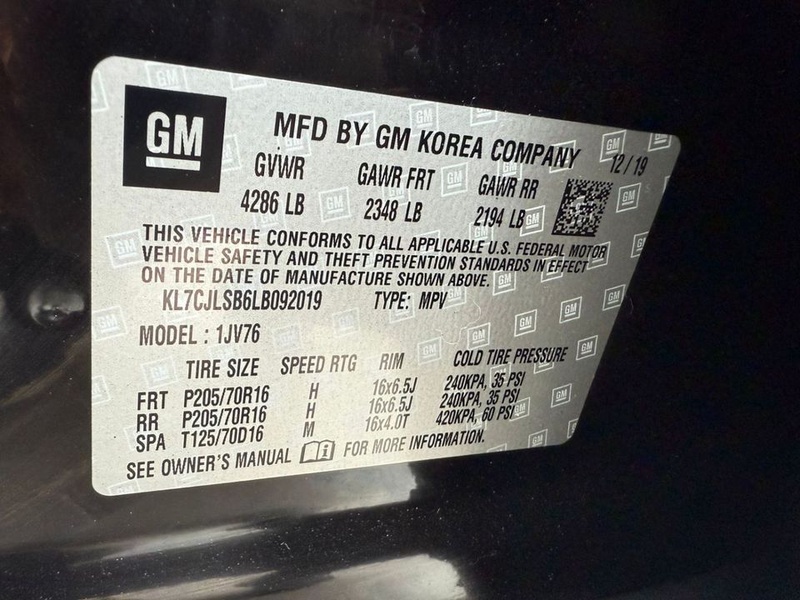 GM MFD BY GM KOREA COMPANY 12/19
GVWR GAWR FRT GAWR RR
4286 LB 2348 LB 2194 LB
THIS VEHICLE CONFORMS TO ALL APPLICABLE U.S. FEDERAL MOTOR
VEHICLE SAFETY AND THEFT PREVENTION STANDARDS IN EFFECT
ON THE DATE OF MANUFACTURE SHOWN ABOVE.
KL7CJLSB6LB092019 TYPE: MPV
MODEL : 1JV76
TIRE SIZE SPEED RTG RIM COLD TIRE PRESSURE
FRT P205/70R16 H 16x6.5J 240KPA, 35 PSI
RR P205/70R16 H 16x6.5J 240KPA, 35 PSI
SPA T125/70D16 M 16x4.0T 420KPA, 60 PSI
SEE OWNER'S MANUAL FOR MORE INFORMATION.